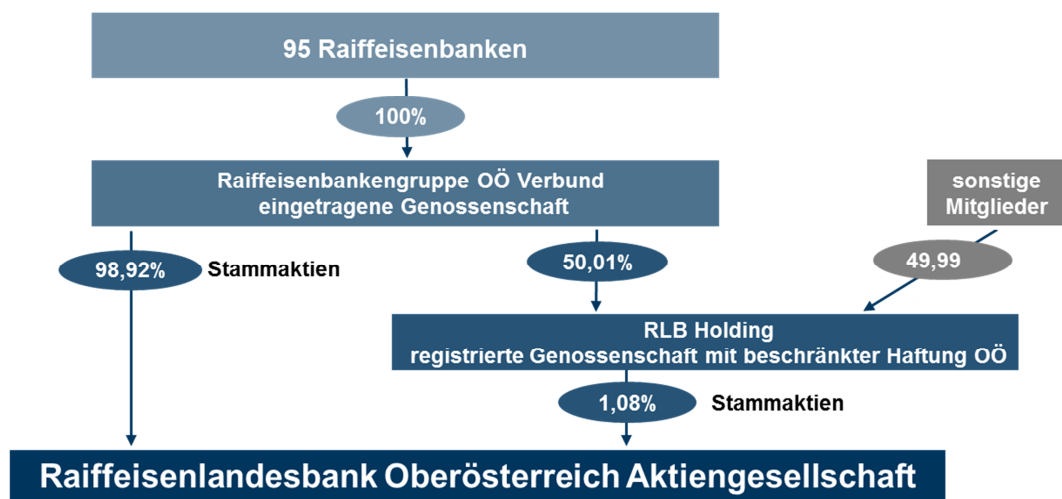 95 Raiffeisenbanken
100%
Raiffeisenbankengruppe OÖ Verbund
eingetragene Genossenschaft
sonstige
Mitglieder
98,92%
Stammaktien
50,01%
49,99
RLB Holding
registrierte Genossenschaft mit beschränkter Haftung OÖ
1,08%
Stammaktien
Raiffeisenlandesbank Oberösterreich Aktiengesellschaft